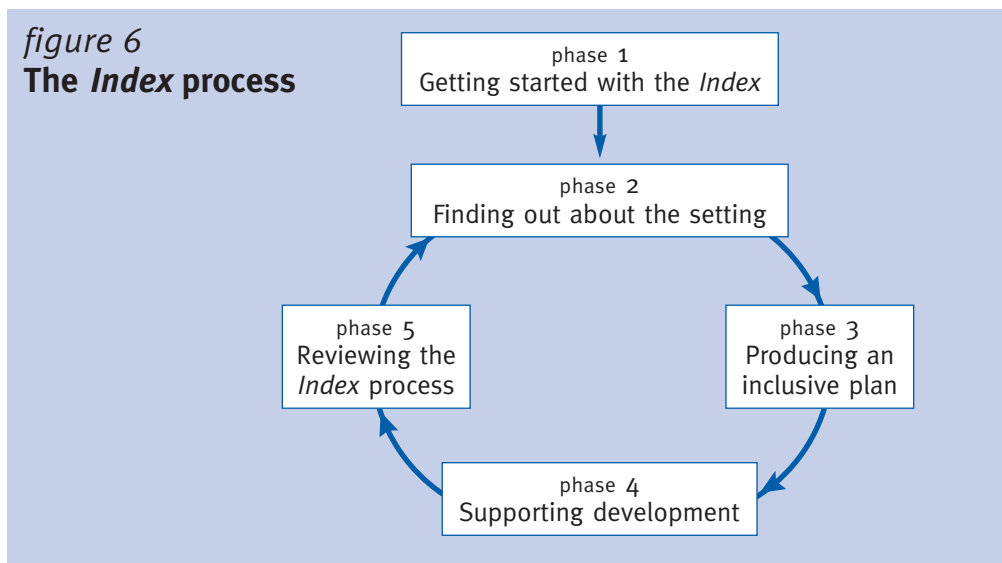 figure 6
The Index process
phase 1
Getting started with the Index
phase 2
Finding out about the setting
phase 3
Producing an
inclusive plan
phase 4
Supporting development
phase 5
Reviewing the
Index process